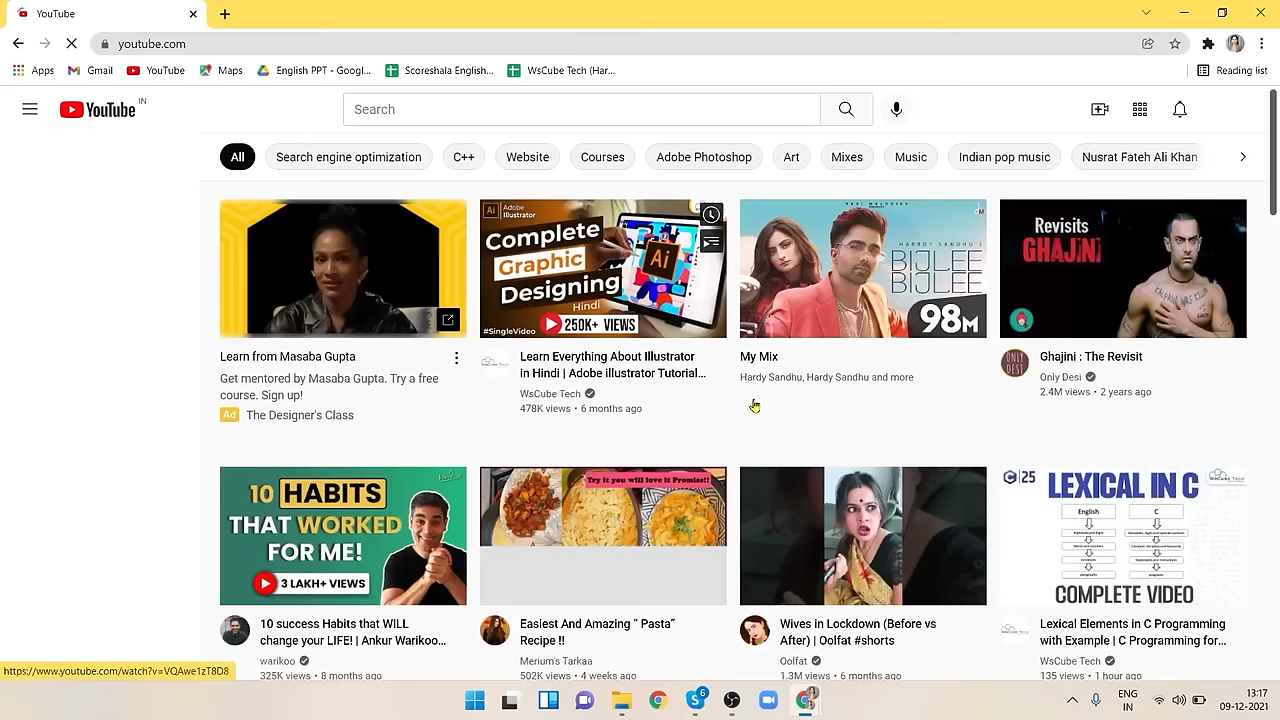 YouTube
youtube.com
Apps
Gmail
YouTube
Maps
English PPT - Googl...
Scoreshala English...
WsCube Tech (Har...
Reading list
YouTube IN
Search
All
Search engine optimization
C++
Website
Courses
Adobe Photoshop
Art
Mixes
Music
Indian pop music
Nusrat Fateh Ali Khan
Ai Adobe Illustrator
Complete
Graphic
Designing
Hindi
#SingleVideo
250K+ VIEWS
Ai
DESI MELODIES
PRESENTS
HARRDY SANDHU'S
BIJLEE
BIJLEE
98M
Revisits
GHAJINI
Learn from Masaba Gupta
Get mentored by Masaba Gupta. Try a free
course. Sign up!
Ad The Designer's Class
Learn Everything About Illustrator
in Hindi | Adobe illustrator Tutorial...
WsCube Tech
478K views • 6 months ago
My Mix
Hardy Sandhu, Hardy Sandhu and more
ONLY
DESI
Ghajini : The Revisit
Only Desi
2.4M views • 2 years ago
10 HABITS
THAT WORKED
FOR ME!
3 LAKH+ VIEWS
Try it you will love it Promise!!
C 25
LEXICAL IN C
WsCube Tech
English
C
COMPLETE VIDEO
10 success Habits that WILL
change your LIFE! | Ankur Warikoo...
warikoo
325K views • 8 months ago
Easiest And Amazing “ Pasta”
Recipe !!
Merium's Tarkaa
502K views • 4 weeks ago
Wives in Lockdown (Before vs
After) | Oolfat #shorts
Oolfat
1.3M views • 6 months ago
Lexical Elements in C Programming
with Example | C Programming for...
WsCube Tech
135 views • 1 hour ago
https://www.youtube.com/watch?v=VQAwe1zT8D8
6
ENG
IN
13:17
09-12-2021